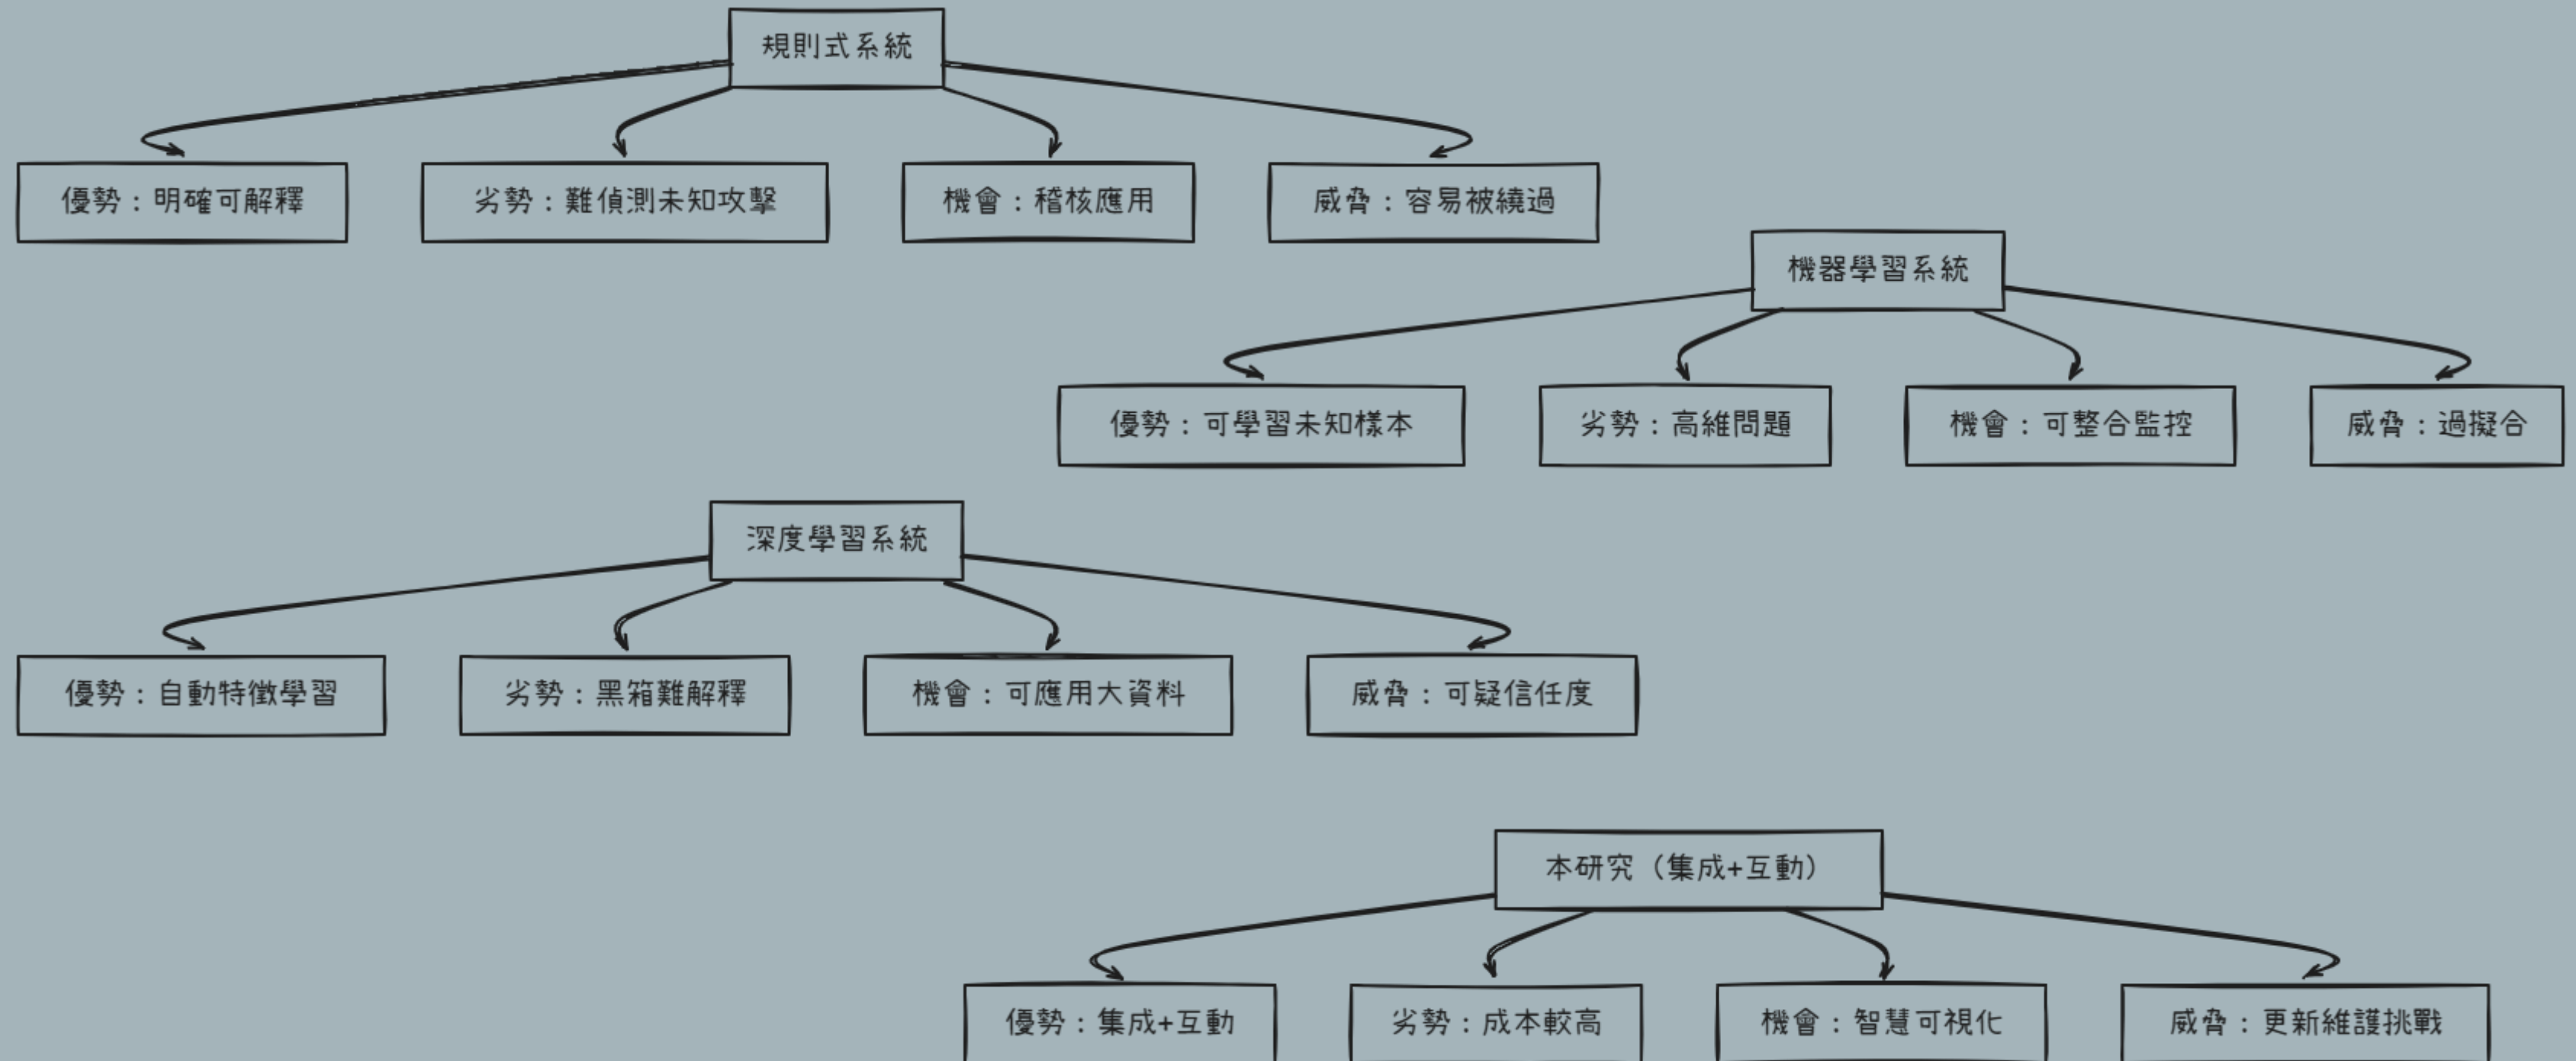 規則式系統
優勢：明確可解釋
劣勢：難偵測未知攻擊
機會：稽核應用
威脅：容易被繞過
機器學習系統
優勢：可學習未知樣本
劣勢：高維問題
機會：可整合監控
威脅：過擬合
深度學習系統
優勢：自動特徵學習
劣勢：黑箱難解釋
機會：可應用大資料
威脅：可疑信任度
本研究（集成+互動）
優勢：集成+互動
劣勢：成本較高
機會：智慧可視化
威脅：更新維護挑戰